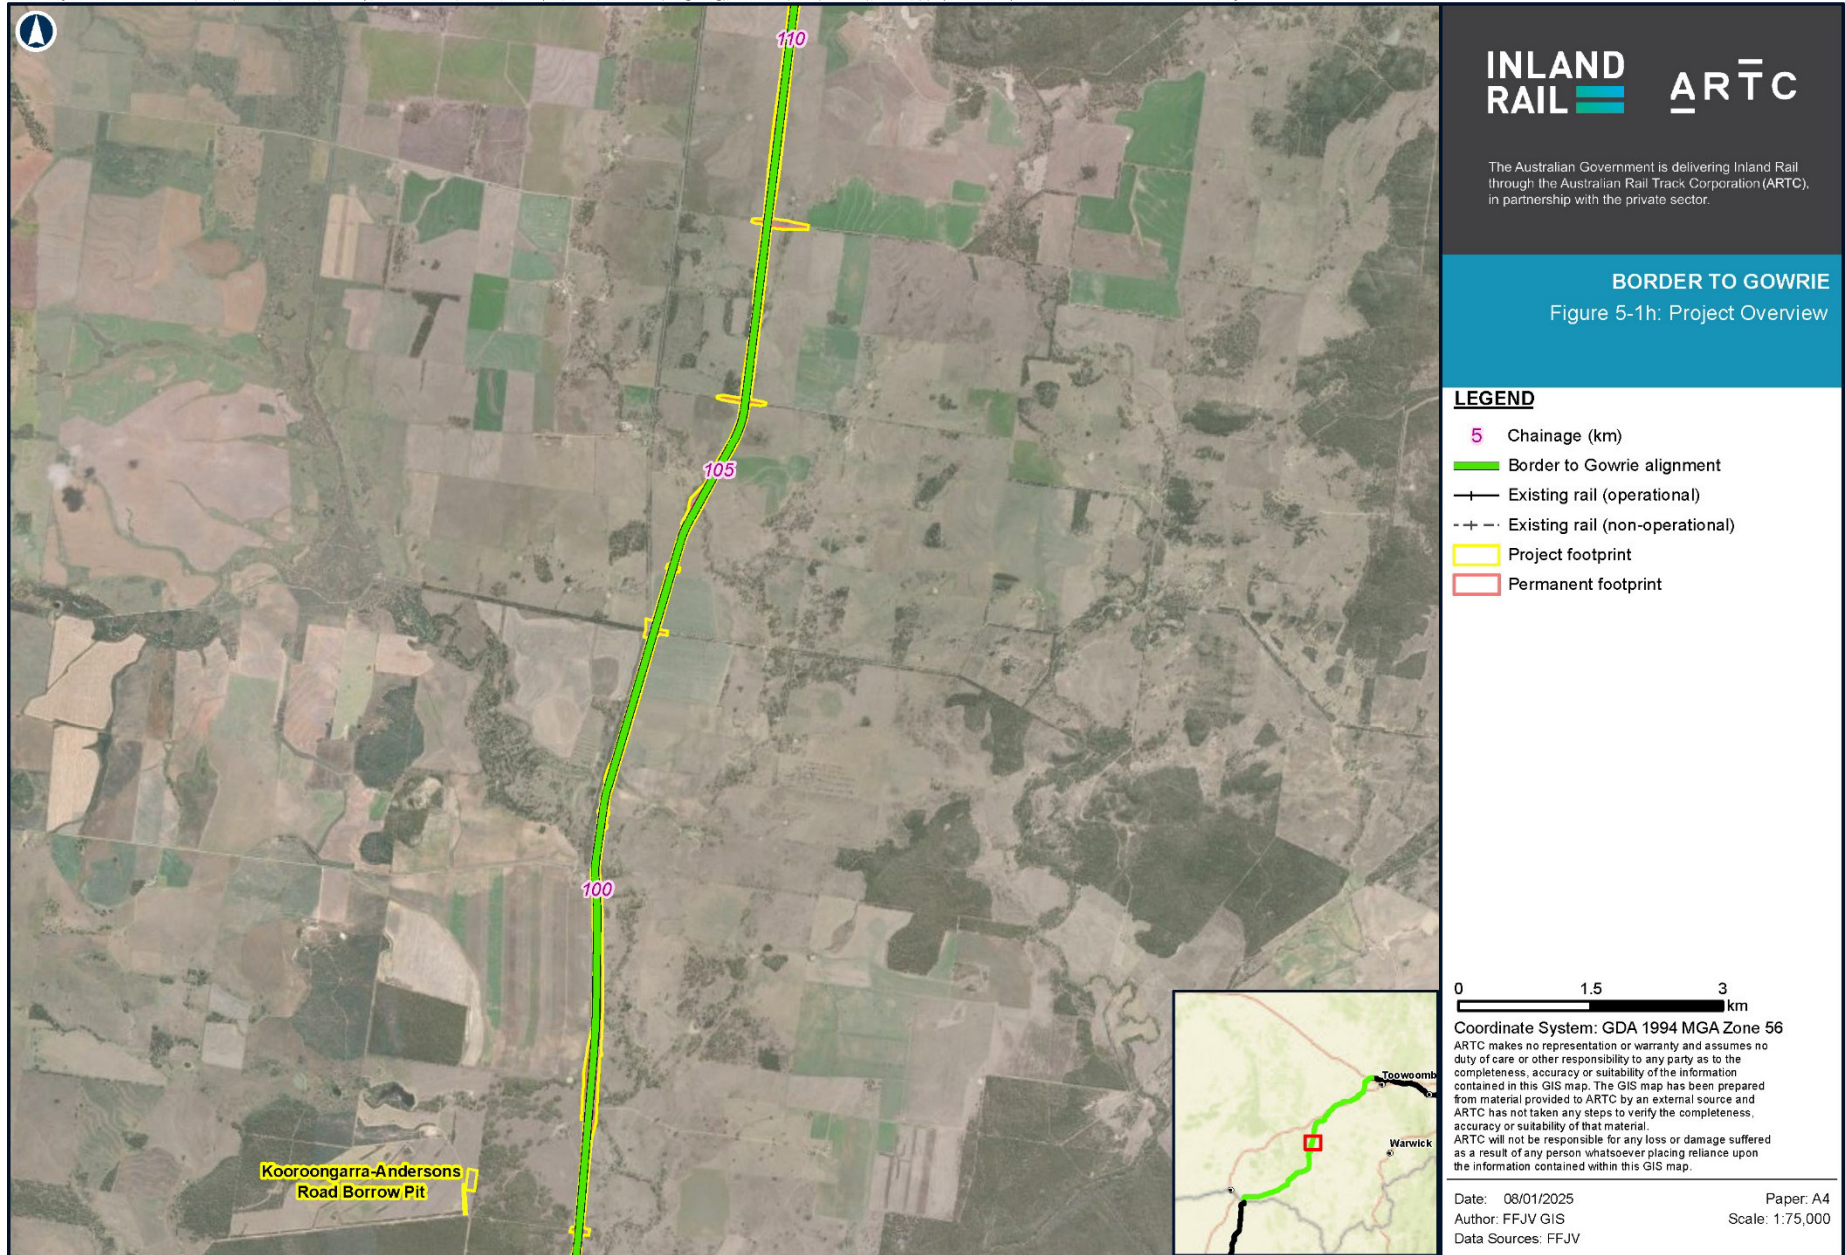 110
105
100
Kooroongarra-Andersons
Road Borrow Pit
INLAND
RAIL
ARTC
The Australian Government is delivering Inland Rail
through the Australian Rail Track Corporation (ARTC),
in partnership with the private sector.
BORDER TO GOWRIE
Figure 5-1h: Project Overview
LEGEND
5 Chainage (km)
Border to Gowrie alignment
Existing rail (operational)
Existing rail (non-operational)
Project footprint
Permanent footprint
0 1.5 3
km
Coordinate System: GDA 1994 MGA Zone 56
ARTC makes no representation or warranty and assumes no
duty of care or other responsibility to any party as to the
completeness, accuracy or suitability of the information
contained in this GIS map. The GIS map has been prepared
from material provided to ARTC by an external source and
ARTC has not taken any steps to verify the completeness,
accuracy or suitability of that material.
ARTC will not be responsible for any loss or damage suffered
as a result of any person whatsoever placing reliance upon
the information contained within this GIS map.
Date: 08/01/2025 Paper: A4
Author: FFJV GIS Scale: 1:75,000
Data Sources: FFJV
Toowoomb
Warwick